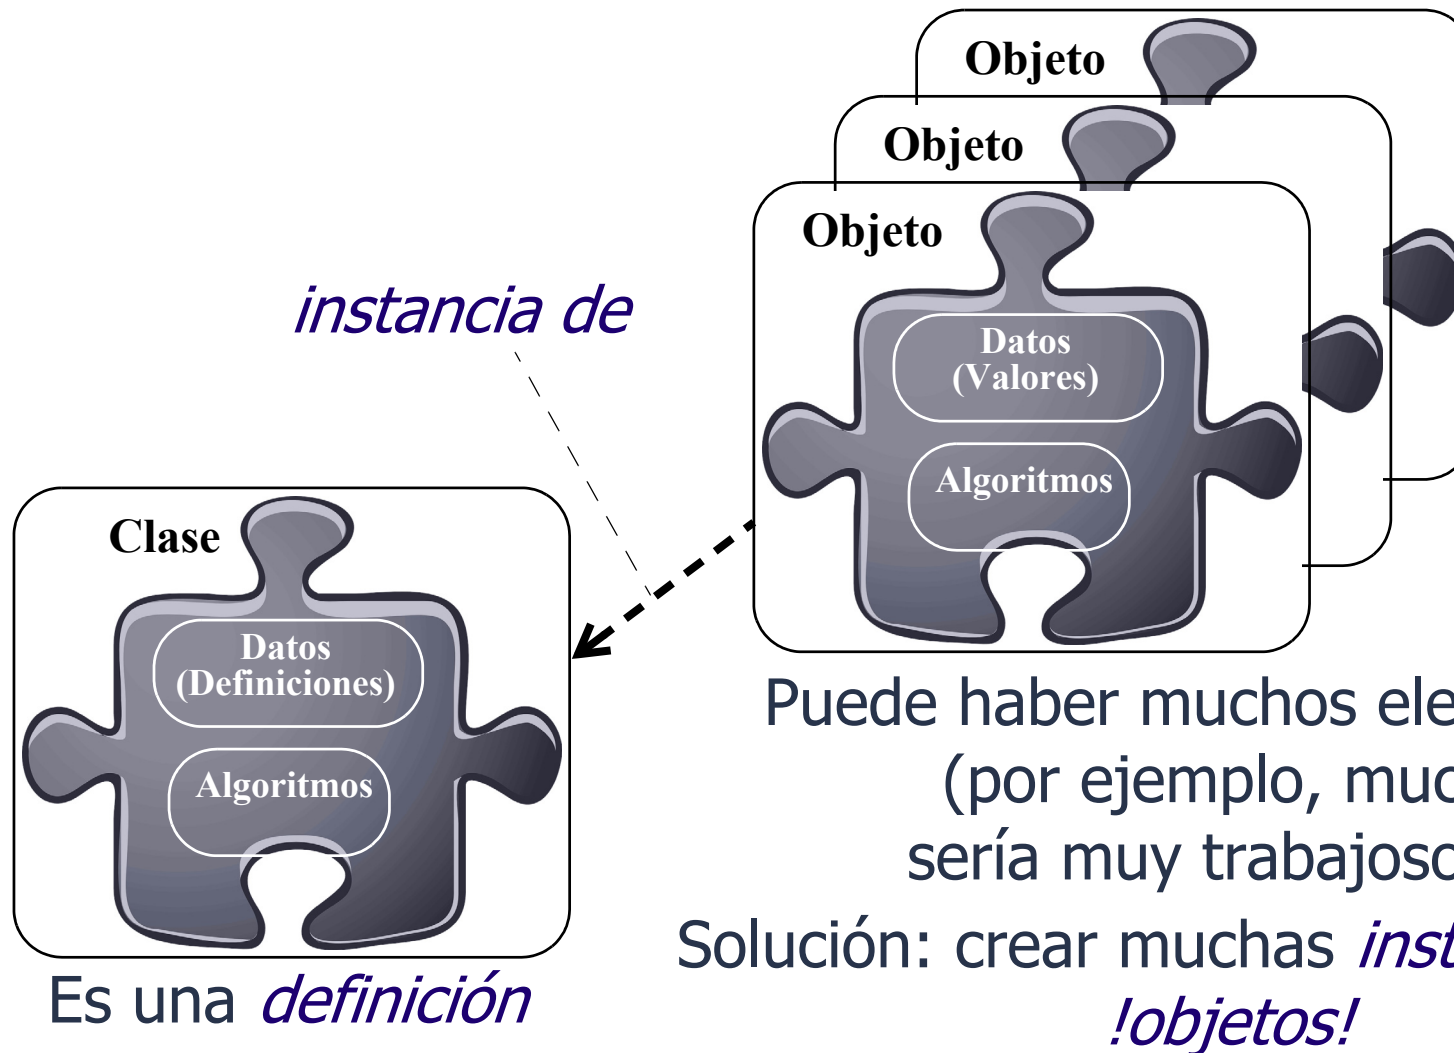 Objeto
Objeto
Objeto
instancia de
Datos
(Valores)
Algoritmos
Clase
Datos
(Definiciones)
Algoritmos
Puede haber muchos
(por ejemplo,
sería muy trabajoso
Solución: crear muchas
!objetos!
Es una definición